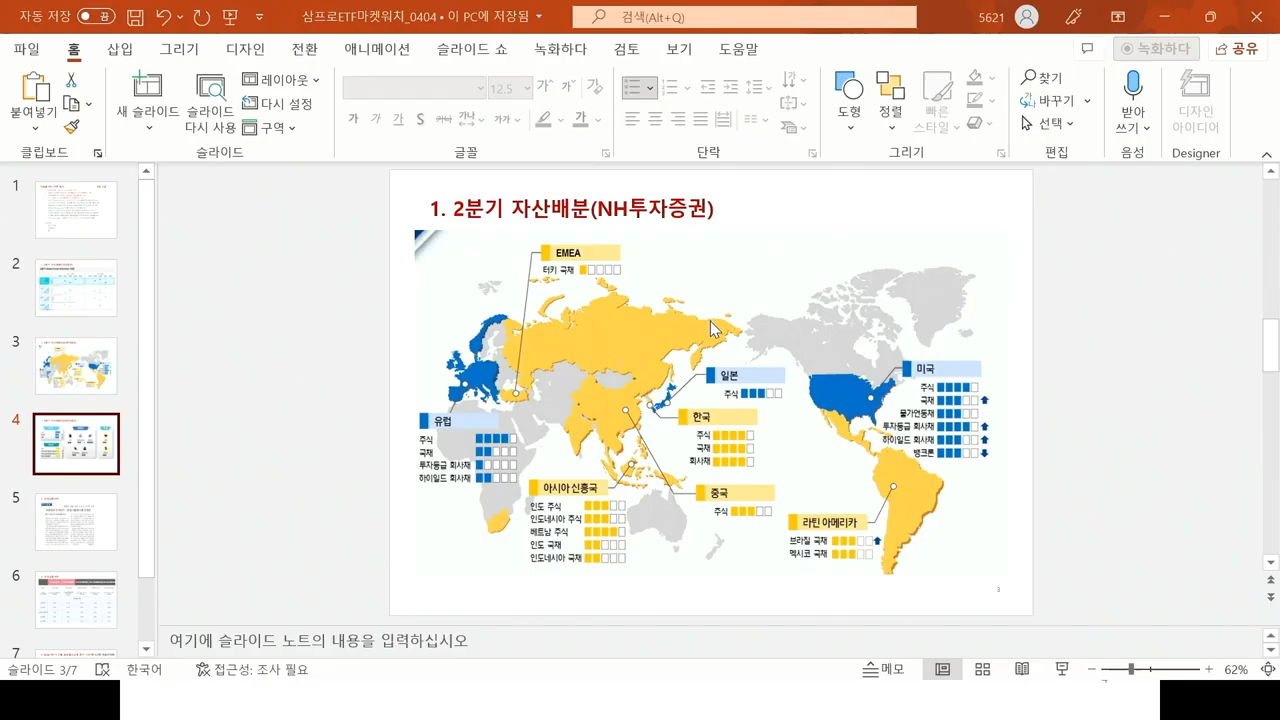 자동 저장
삼프로ETF마켓워치_0404 • 이 PC에 저장됨
검색(Alt+Q)
5621
파일
홈
삽입
그리기
디자인
전환
애니메이션
슬라이드 쇼
녹화하다
검토
보기
도움말
녹화하다
공유
붙여넣기
새 슬라이드
슬라이드 다시 사용
레이아웃
다시 설정
구역
12.5
도형
정렬
빠른 스타일
찾기
바꾸기
선택
받아쓰기
디자인 아이디어
클립보드
슬라이드
글꼴
단락
그리기
편집
음성
Designer
1
2
3
4
5
6
7
1. 2분기 자산배분(NH투자증권)
EMEA
터키 국채
일본
주식
미국
주식
국채
물가연동채
투자등급 회사채
하이일드 회사채
뱅크론
유럽
주식
국채
투자등급 회사채
하이일드 회사채
한국
주식
국채
회사채
아시아 신흥국
인도 주식
인도네시아 주식
베트남 주식
인도 국채
인도네시아 국채
중국
주식
라틴 아메리카
브라질 국채
멕시코 국채
3
여기에 슬라이드 노트의 내용을 입력하십시오
슬라이드 3/7
한국어
접근성: 조사 필요
메모
62%